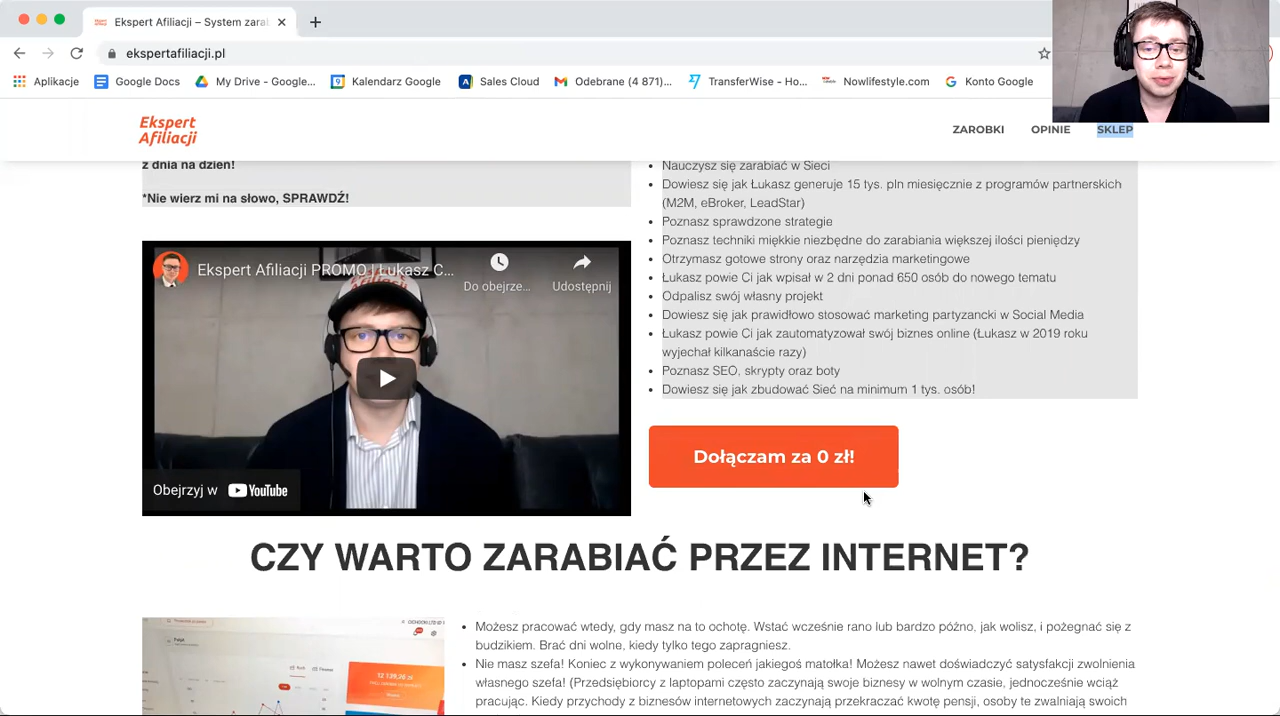 Ekspert Afiliacji – System zara
ekspertafiliacji.pl
Aplikacje
Google Docs
My Drive - Google...
Kalendarz Google
Sales Cloud
Odebrane (4 871)...
TransferWise - Ho...
Nowlifestyle.com
Konto Google
Ekspert
Afiliacji
ZAROBKI
OPINIE
SKLEP
z dnia na dzień!
*Nie wierz mi na słowo, SPRAWDŹ!
Ekspert Afiliacji PROMO | Łukasz C...
Do obejrze...
Udostępnij
Obejrzyj w YouTube
Nauczysz się zarabiać w Sieci
Dowiesz się jak Łukasz generuje 15 tys. pln miesięcznie z programów partnerskich
(M2M, eBroker, LeadStar)
Poznasz sprawdzone strategie
Poznasz techniki miękkie niezbędne do zarabiania większej ilości pieniędzy
Otrzymasz gotowe strony oraz narzędzia marketingowe
Łukasz powie Ci jak wpisał w 2 dni ponad 650 osób do nowego tematu
Odpalisz swój własny projekt
Dowiesz się jak prawidłowo stosować marketing partyzancki w Social Media
Łukasz powie Ci jak zautomatyzował swój biznes online (Łukasz w 2019 roku
wyjechał kilkanaście razy)
Poznasz SEO, skrypty oraz boty
Dowiesz się jak zbudować Sieć na minimum 1 tys. osób!
Dołączam za 0 zł!
CZY WARTO ZARABIAĆ PRZEZ INTERNET?
Możesz pracować wtedy, gdy masz na to ochotę. Wstać wcześnie rano lub bardzo późno, jak wolisz, i pożegnać się z
budzikiem. Brać dni wolne, kiedy tylko tego zapragniesz.
Nie masz szefa! Koniec z wykonywaniem poleceń jakiegoś matołka! Możesz nawet doświadczyć satysfakcji zwolnienia
własnego szefa! (Przedsiębiorcy z laptopami często zaczynają swoje biznesy w wolnym czasie, jednocześnie wciąż
pracując. Kiedy przychody z biznesów internetowych zaczynają przekraczać kwotę pensji, osoby te zwalniają swoich